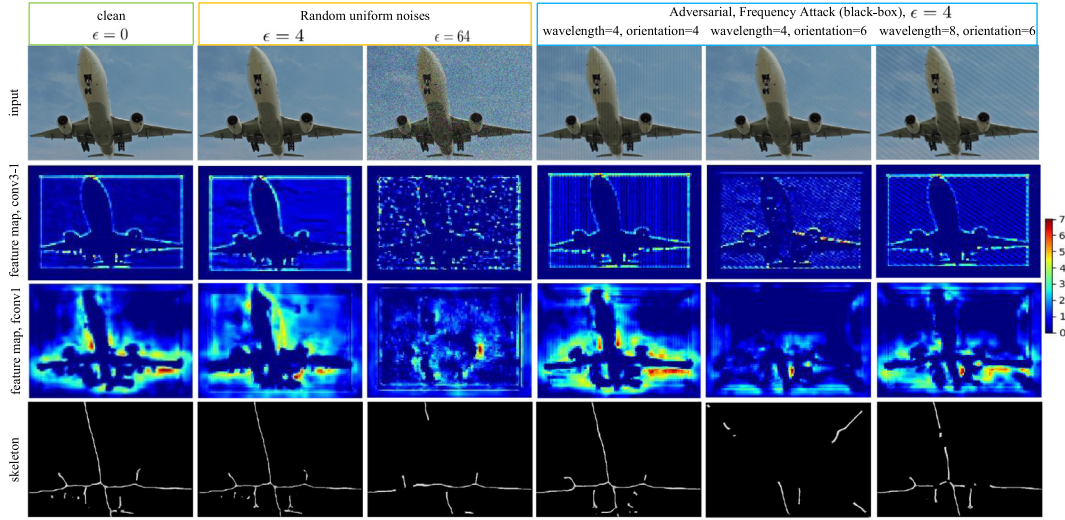 clean
Random uniform noises
Adversarial, Frequency Attack (black-box), ϵ = 4
ϵ = 0
ϵ = 4
ϵ = 64
wavelength=4, orientation=4
wavelength=4, orientation=6
wavelength=8, orientation=6
input
feature map, conv3-1
feature map, fconv1
skeleton
7
6
5
4
3
2
1
0